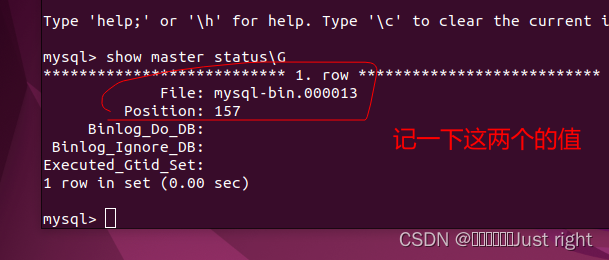 Type 'help;' or '\h' for help. Type '\c' to clear the current i
mysql> show master status\G
*************************** 1. row ***************************
File: mysql-bin.000013
Position: 157
Binlog_Do_DB:
Binlog_Ignore_DB:
Executed_Gtid_Set:
1 row in set (0.00 sec)
记一下这两个的值
mysql>
CSDN @Just right